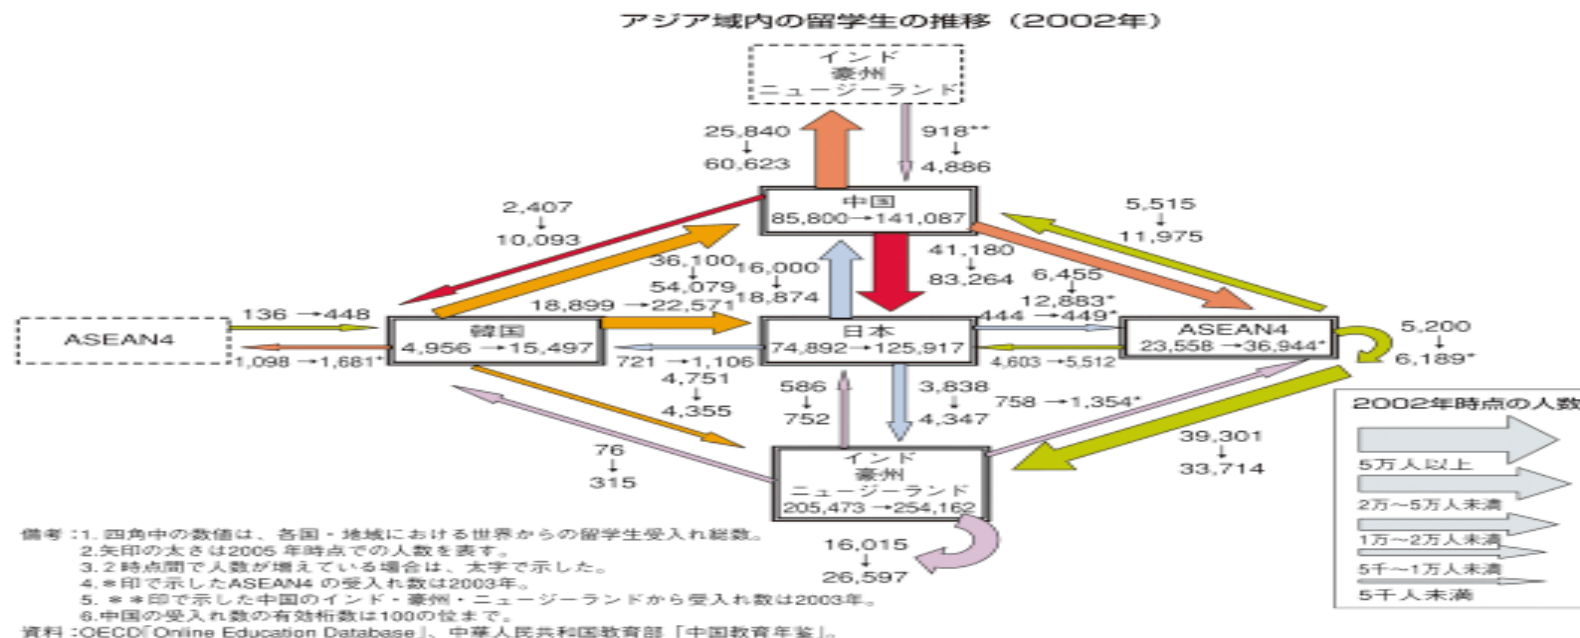 アジア域内の留学生の推移（2002年）
インド
豪州
ニュージーランド
25,840
↓
60,623
918**
↓
4,886
中国
85,800→141,087
2,407
↓
10,093
5,515
↓
11,975
36,100
↓
54,079
16,000
↓
18,874
41,180
↓
83,264
6,455
↓
12,883*
136 →448
ASEAN4
1,098 →1,681*
韓国
4,956 →15,497
18,899 →22,571
721 → 1,106
日本
74,892→125,917
444 →449*
4,603 →5,512
ASEAN4
23,558 →36,944*
5,200
↓
6,189*
4,751
↓
4,355
586
↓
752
3,838
↓
4,347
758 →1,354*
39,301
↓
33,714
76
↓
315
インド
豪州
ニュージーランド
205,473 →254,162
16,015
↓
26,597
2002年時点の人数
5万人以上
2万～5万人未満
1万～2万人未満
5千～1万人未満
5千人未満
備考：1. 四角中の数値は、各国・地域における世界からの留学生受入れ総数。
2.矢印の太さは2005 年時点での人数を表す。
3.２時点間で人数が増えている場合は、太字で示した。
4.＊印で示したASEAN4 の受入れ数は2003年。
5. ＊＊印で示した中国のインド・豪州・ニュージーランドから受入れ数は2003年。
6.中国の受入れ数の有効桁数は100の位まで。
資料：OECD「Online Education Database」、中華人民共和国教育部「中国教育年鑑」。